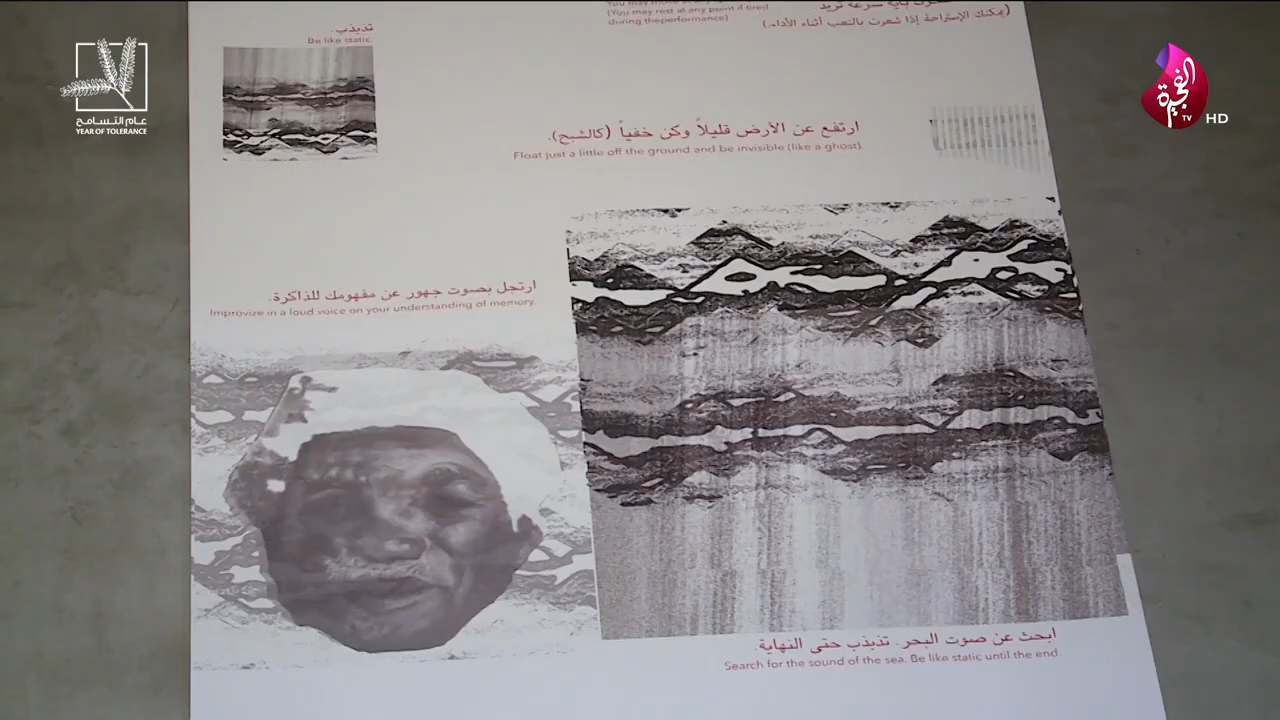 (You may rest at any point if tired
during theperformance)
(يمكنك الإستراحة إذا شعرت بالتعب أثناء الأداء.)
تذبذب.
Be like static.
عام التسامح
YEAR OF TOLERANCE
الفجيرة
TV
HD
ارتفع عن الأرض قليلاً وكن خفياً (كالشبح).
Float just a little off the ground and be invisible (like a ghost).
ارتجل بصوت جهور عن مفهومك للذاكرة.
Improvize in a loud voice on your understanding of memory.
ابحث عن صوت البحر. تذبذب حتى النهاية.
Search for the sound of the sea. Be like static until the end.